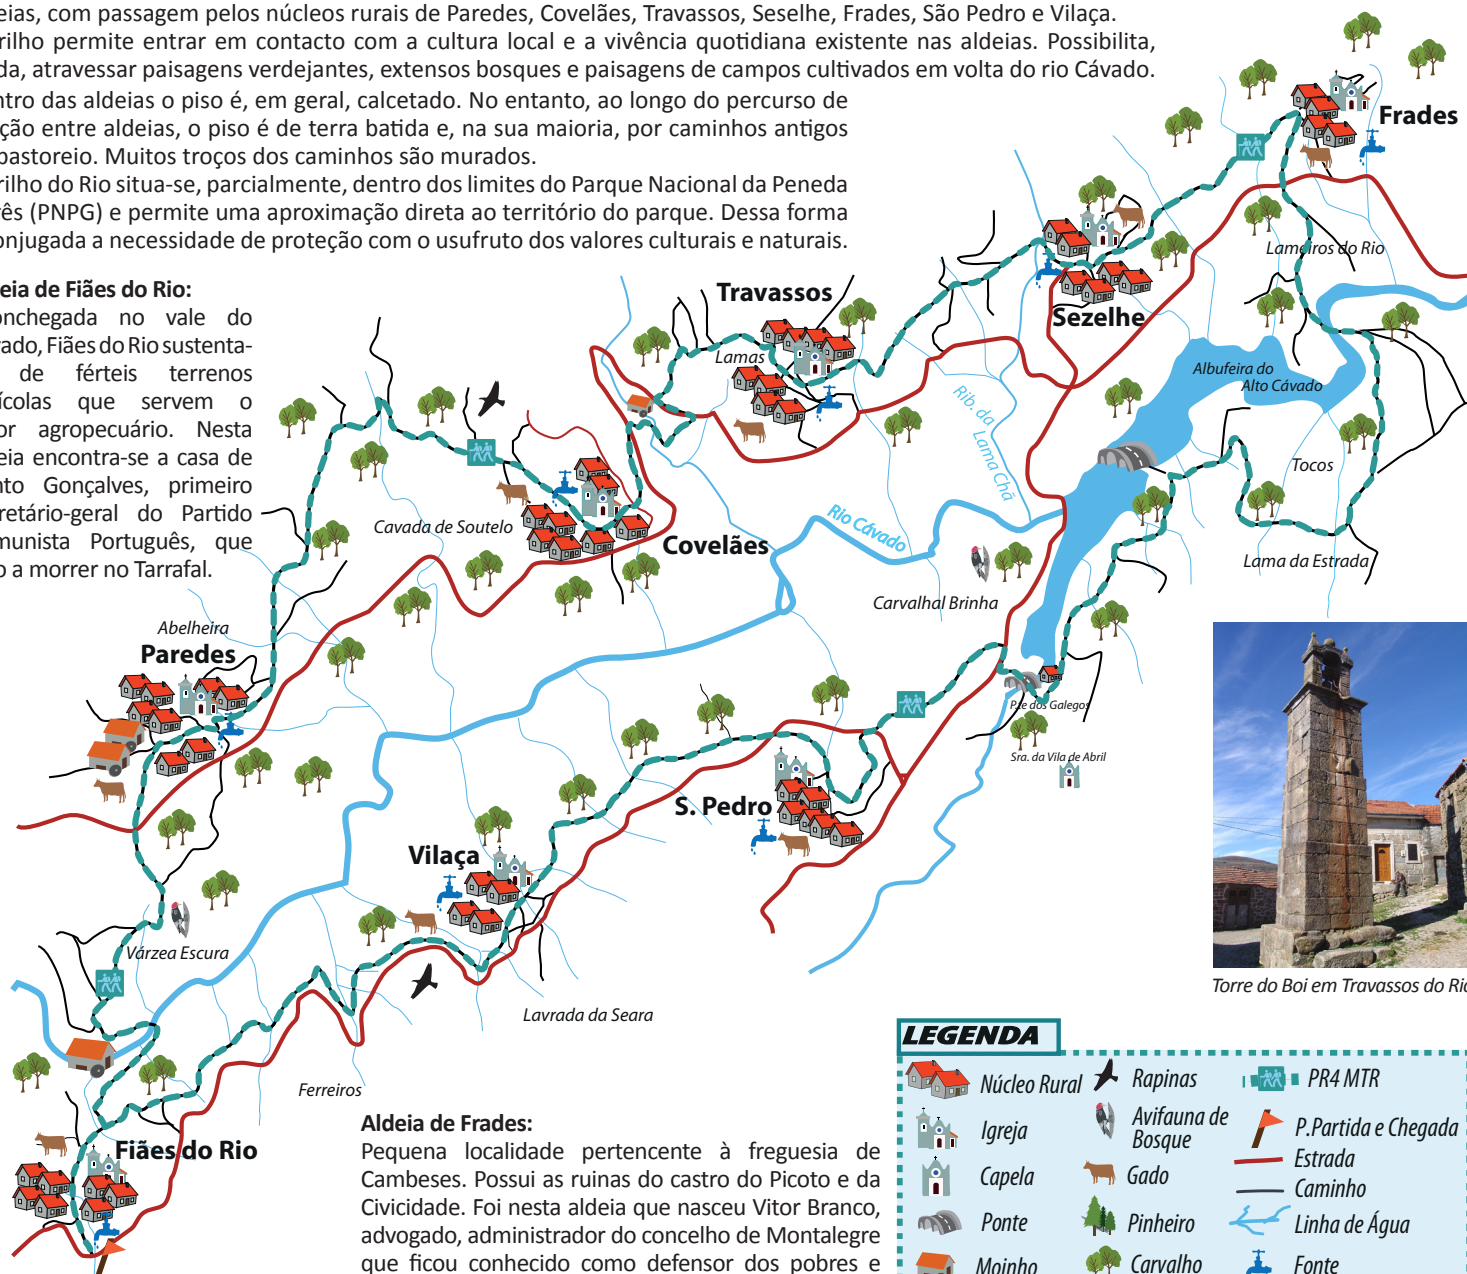 eias, com passagem pelos núcleos rurais de Paredes, Covelães, Travassos, Seselhe, Frades, São Pedro e Vilaça.
rilho permite entrar em contacto com a cultura local e a vivência quotidiana existente nas aldeias. Possibilita,
da, atravessar paisagens verdejantes, extensos bosques e paisagens de campos cultivados em volta do rio Cávado.
ntro das aldeias o piso é, em geral, calcetado. No entanto, ao longo do percurso de
ção entre aldeias, o piso é de terra batida e, na sua maioria, por caminhos antigos
pastoreio. Muitos troços dos caminhos são murados.
rilho do Rio situa-se, parcialmente, dentro dos limites do Parque Nacional da Peneda
rês (PNPG) e permite uma aproximação direta ao território do parque. Dessa forma
onjugada a necessidade de proteção com o usufruto dos valores culturais e naturais.
eia de Fiães do Rio:
onchegada no vale do
vado, Fiães do Rio sustenta-
de férteis terrenos
ícolas que servem o
or agropecuário. Nesta
eia encontra-se a casa de
nto Gonçalves, primeiro
retário-geral do Partido
munista Português, que
o a morrer no Tarrafal.
Frades
Lameiros do Rio
Travassos
Lamas
Sezelhe
Albufeira do
Alto Cávado
Rib. da
Lama Chã
Tocos
Cavada de Soutelo
Covelães
Rio Cávado
Lama da Estrada
Carvalhal Brinha
Abelheira
Paredes
Pte dos Galegos
Sra. da Vila de Abril
S. Pedro
Vilaça
Várzea Escura
Lavrada da Seara
Ferreiros
Fiães do Rio
Torre do Boi em Travassos do Rio
Aldeia de Frades:
Pequena localidade pertencente à freguesia de
Cambeses. Possui as ruinas do castro do Picoto e da
Civicidade. Foi nesta aldeia que nasceu Vitor Branco,
advogado, administrador do concelho de Montalegre
que ficou conhecido como defensor dos pobres e
LEGENDA
Núcleo Rural
Igreja
Capela
Ponte
Moinho
Rapinas
Avifauna de
Bosque
Gado
Pinheiro
Carvalho
PR4 MTR
P.Partida e Chegada
Estrada
Caminho
Linha de Água
Fonte